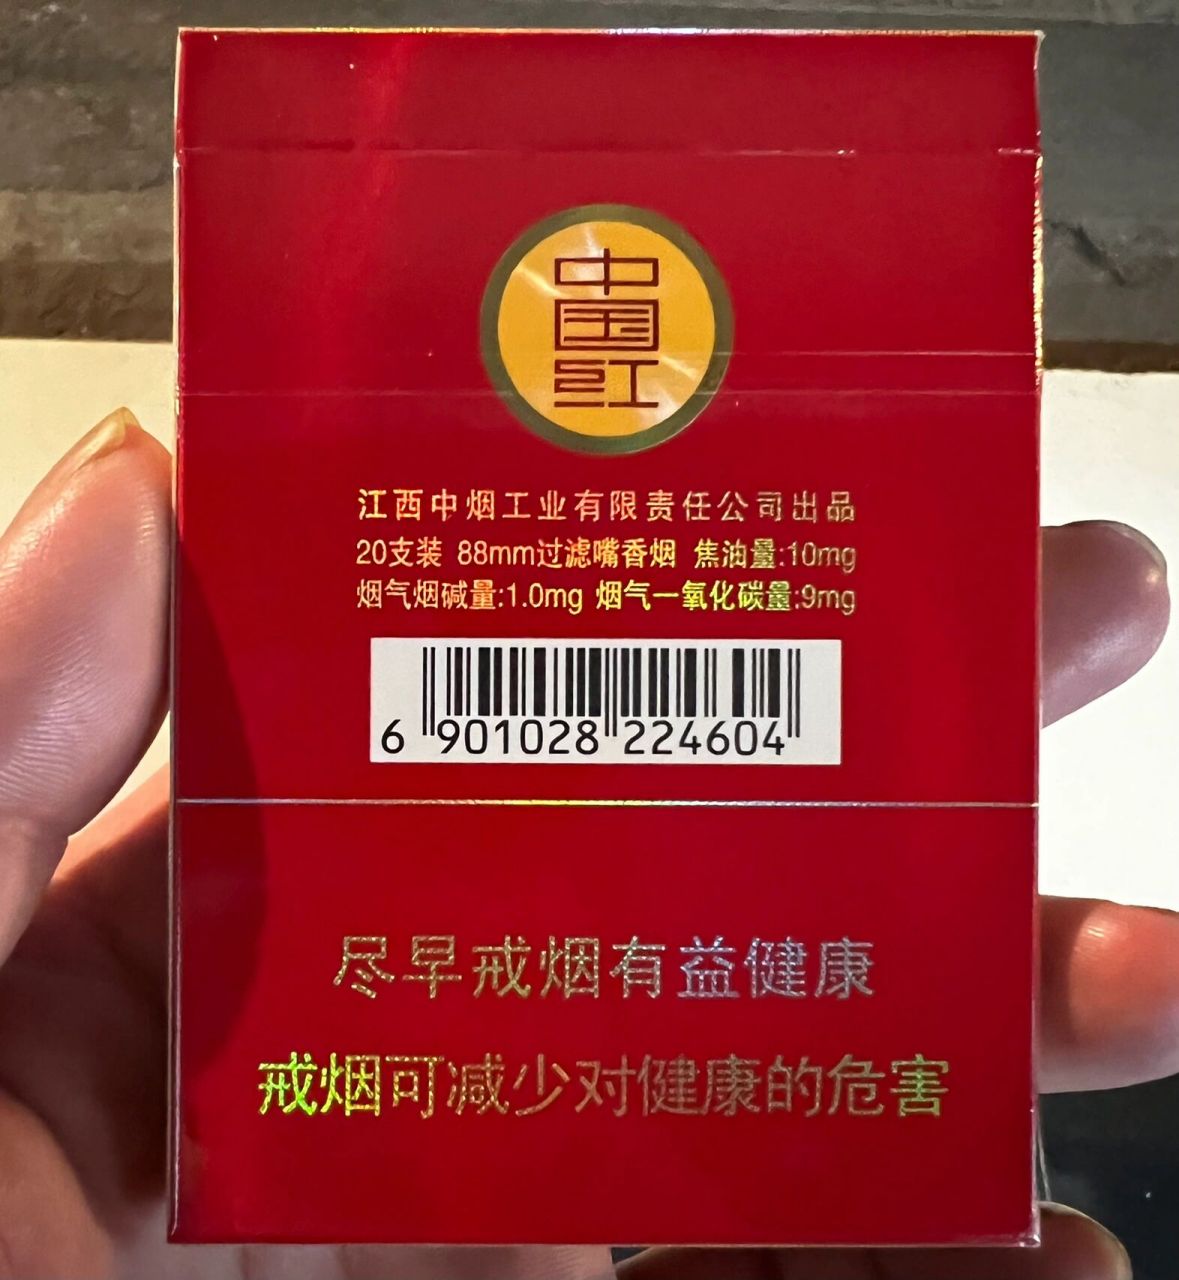 中
国
红
江西中烟工业有限责任公司出品
20支装 88mm过滤嘴香烟 焦油量:10mg
烟气烟碱量:1.0mg 烟气一氧化碳量:9mg
6 901028 224604
尽早戒烟有益健康
戒烟可减少对健康的危害